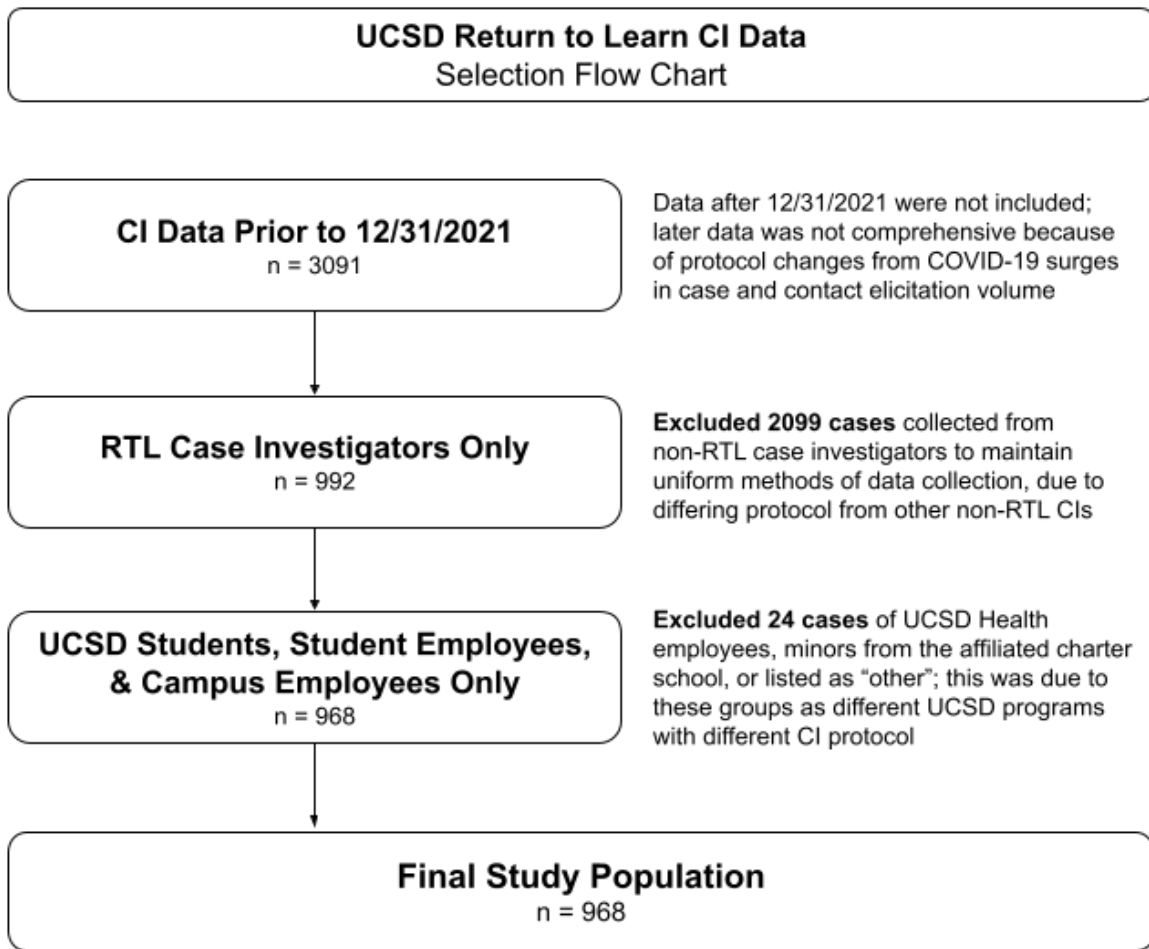 UCSD Return to Learn CI Data
Selection Flow Chart
CI Data Prior to 12/31/2021
n = 3091
Data after 12/31/2021 were not included;
later data was not comprehensive because
of protocol changes from COVID-19 surges
in case and contact elicitation volume
RTL Case Investigators Only
n = 992
Excluded 2099 cases collected from
non-RTL case investigators to maintain
uniform methods of data collection, due to
differing protocol from other non-RTL CIs
UCSD Students, Student Employees,
& Campus Employees Only
n = 968
Excluded 24 cases of UCSD Health
employees, minors from the affiliated charter
school, or listed as “other”; this was due to
these groups as different UCSD programs
with different CI protocol
Final Study Population
n = 968